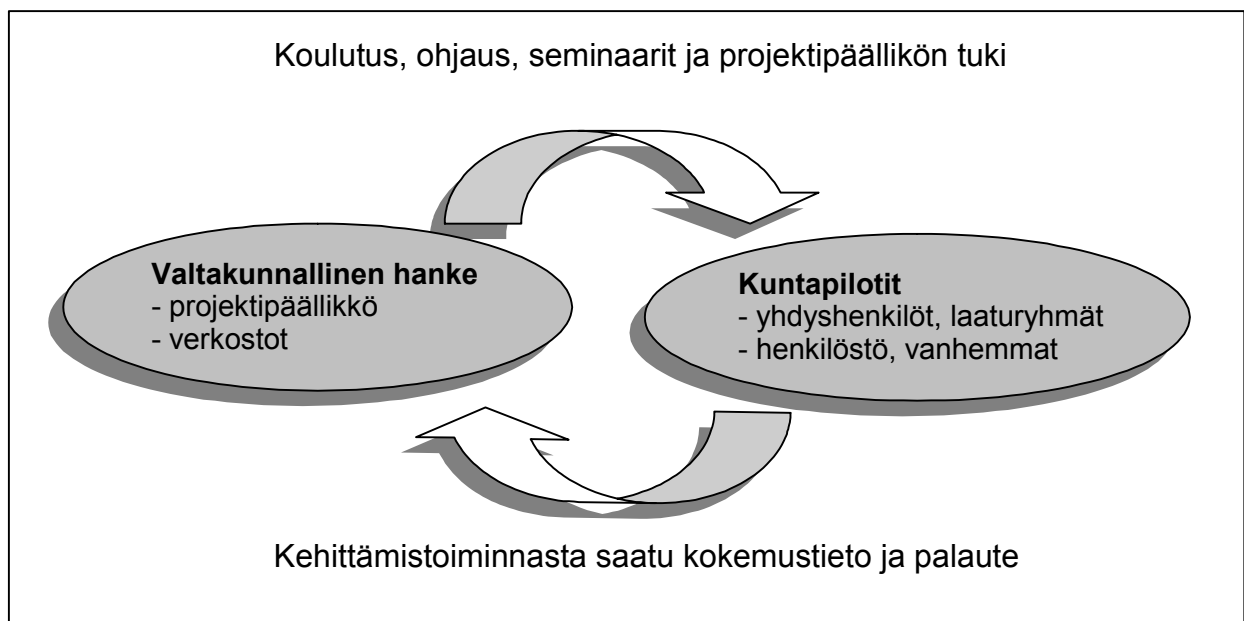 Koulutus, ohjaus, seminaarit ja projektipäällikön tuki
Valtakunnallinen hanke
- projektipäällikkö
- verkostot
Kuntapilotit
- yhdyshenkilöt, laaturyhmät
- henkilöstö, vanhemmat
Kehittämistoiminnasta saatu kokemustieto ja palaute